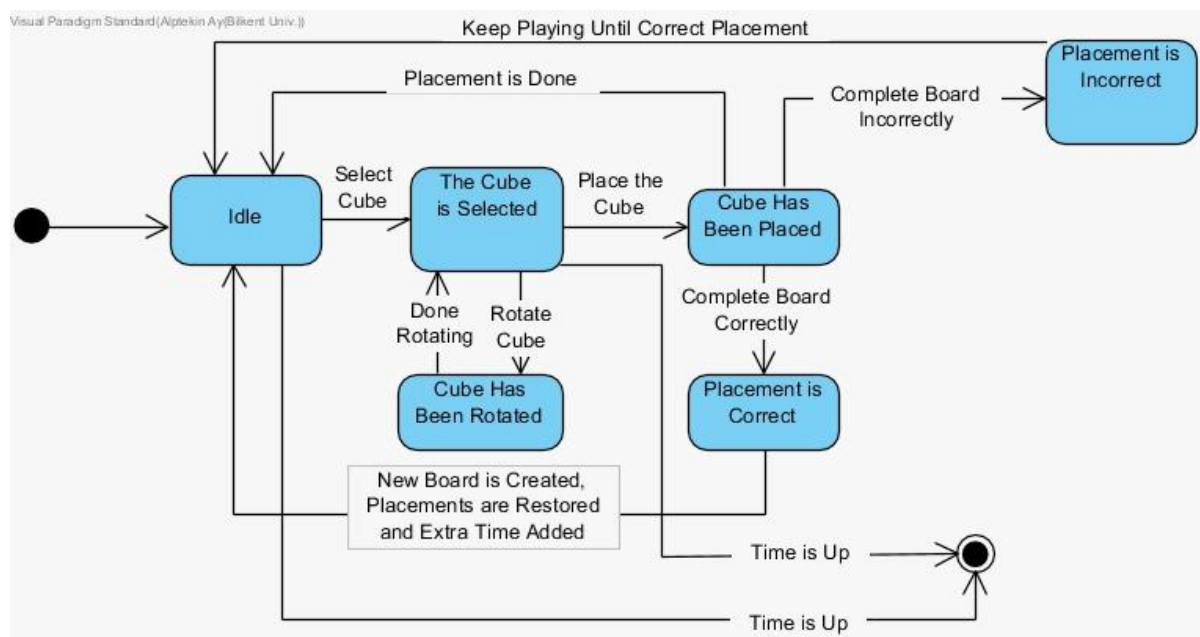 Visual Paradigm Standard(Alptekin Ay(Bilkent Univ.))
Keep Playing Until Correct Placement
Placement is
Incorrect
Placement is Done
Complete Board
Incorrectly
Select
Cube
The Cube
is Selected
Place the
Cube
Cube Has
Been Placed
Idle
Done
Rotating
Rotate
Cube
Complete Board
Correctly
Cube Has
Been Rotated
Placement is
Correct
New Board is Created,
Placements are Restored
and Extra Time Added
Time is Up
Time is Up